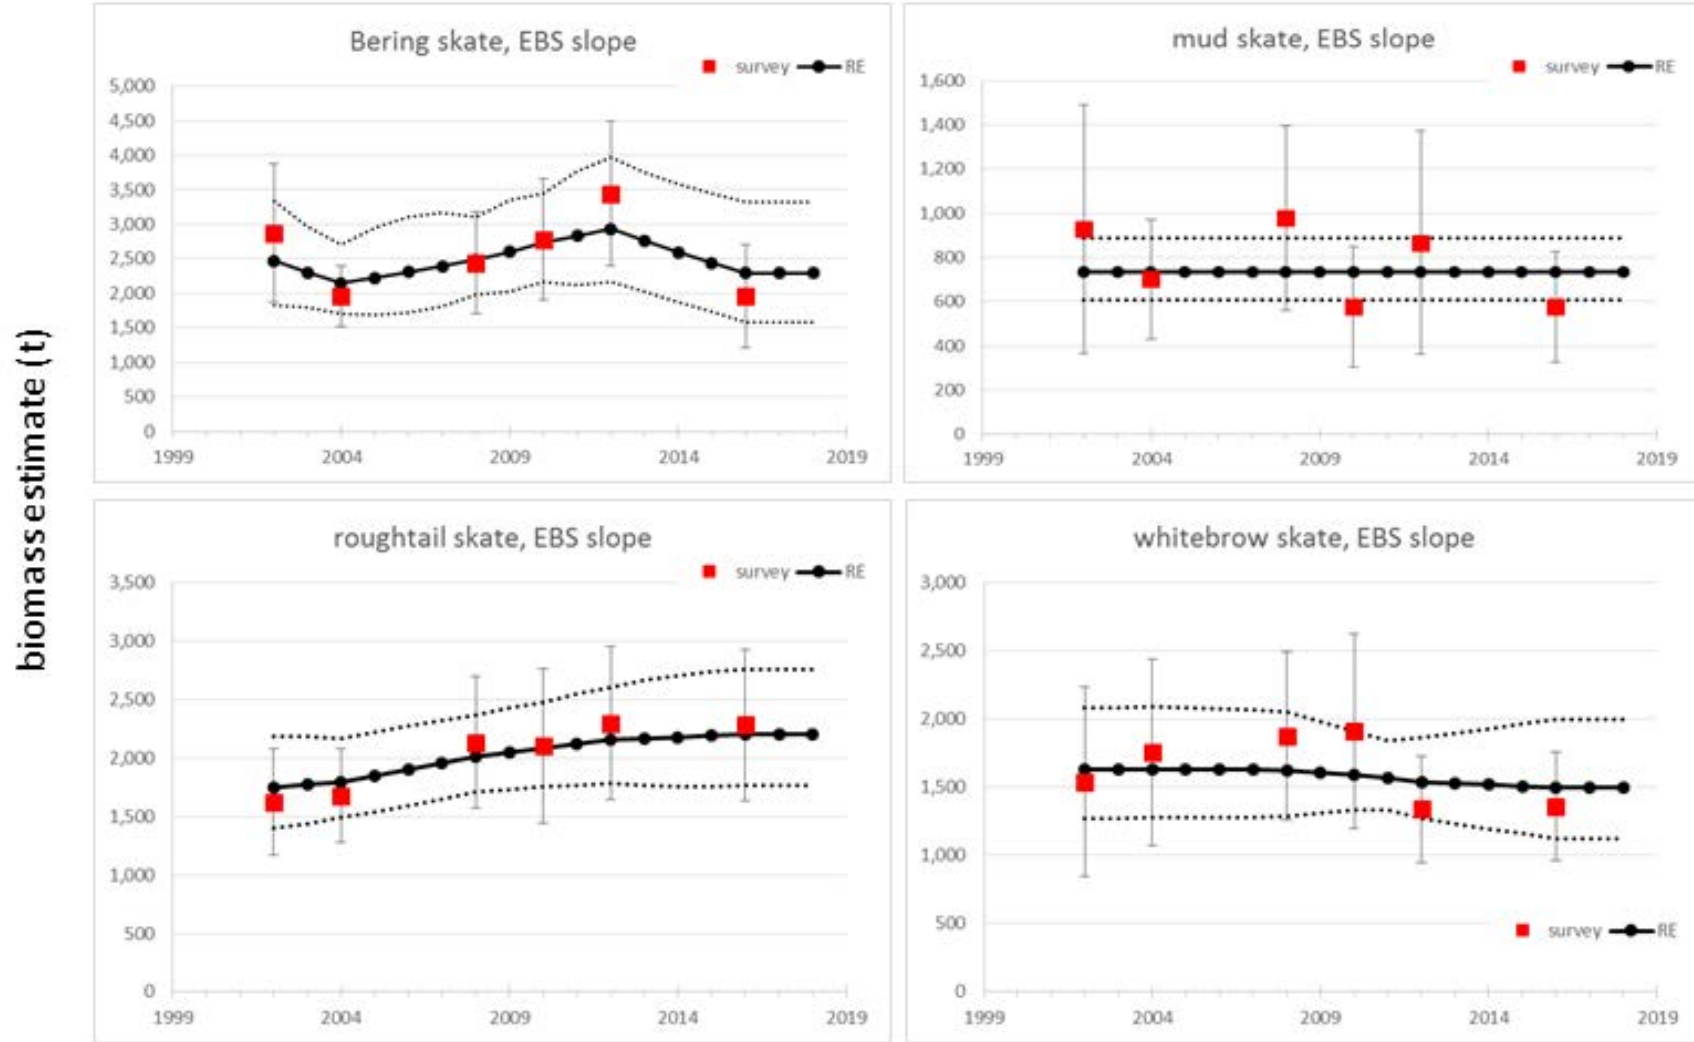 biomass estimate (t)
Bering skate, EBS slope
survey RE
5,000
4,500
4,000
3,500
3,000
2,500
2,000
1,500
1,000
500
0
1999 2004 2009 2014 2019
mud skate, EBS slope
survey RE
1,600
1,400
1,200
1,000
800
600
400
200
0
1999 2004 2009 2014 2019
roughtail skate, EBS slope
survey RE
3,500
3,000
2,500
2,000
1,500
1,000
500
0
1999 2004 2009 2014 2019
whitebrow skate, EBS slope
3,000
2,500
2,000
1,500
1,000
500
survey RE
0
1999 2004 2009 2014 2019